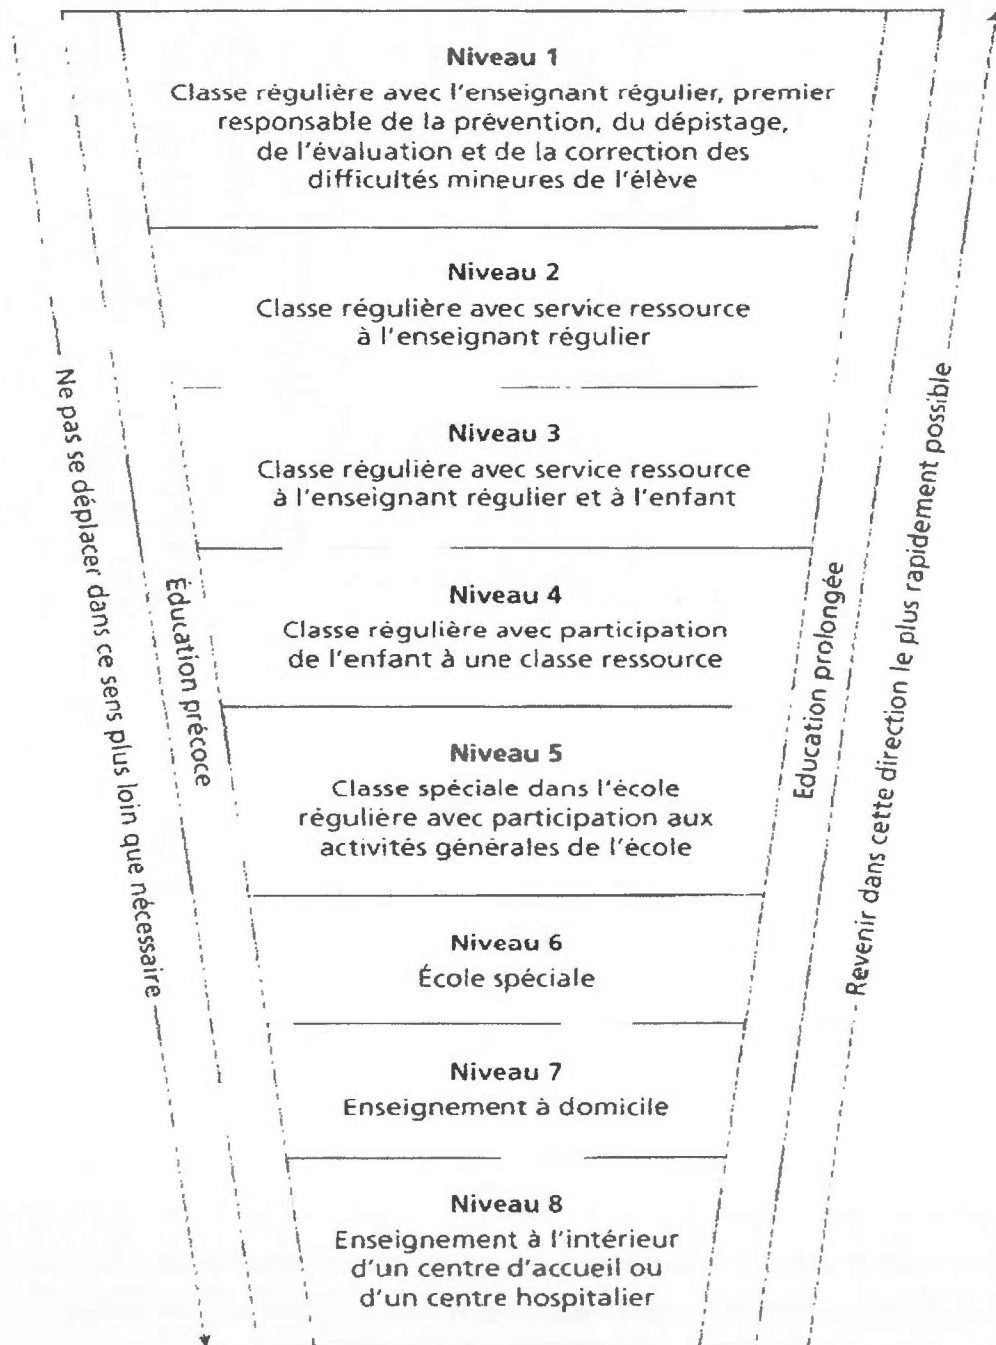 Niveau 1
Classe régulière avec l'enseignant régulier, premier
responsable de la prévention, du dépistage,
de l'évaluation et de la correction des
difficultés mineures de l'élève
Niveau 2
Classe régulière avec service ressource
à l'enseignant régulier
Niveau 3
Classe régulière avec service ressource
à l'enseignant régulier et à l'enfant
Niveau 4
Classe régulière avec participation
de l'enfant à une classe ressource
Niveau 5
Classe spéciale dans l'école
régulière avec participation aux
activités générales de l'école
Niveau 6
École spéciale
Niveau 7
Enseignement à domicile
Niveau 8
Enseignement à l'intérieur
d'un centre d'accueil ou
d'un centre hospitalier
Ne pas se déplacer dans ce sens plus loin que nécessaire
Éducation précoce
Education prolongée
Revenir dans cette direction le plus rapidement possible